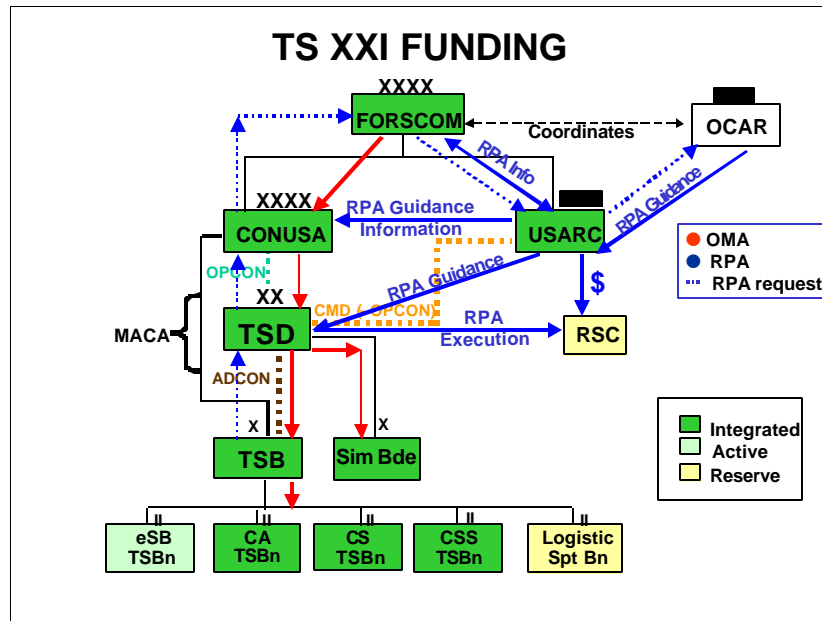 TS XXI FUNDING
XXXX
FORSCOM
Coordinates
OCAR
RPA Info
XXXX
CONUSA
RPA Guidance
Information
USARC
RPA Guidance
OMA
RPA
RPA request
OPCON
RPA Guidance
$
XX
CMD (-OPCON)
TSD
MACA
RPA
Execution
RSC
ADCON
X
TSB
X
Sim Bde
Integrated
Active
Reserve
II
eSB
TSBn
II
CA
TSBn
II
CS
TSBn
II
CSS
TSBn
II
Logistic
Spt Bn